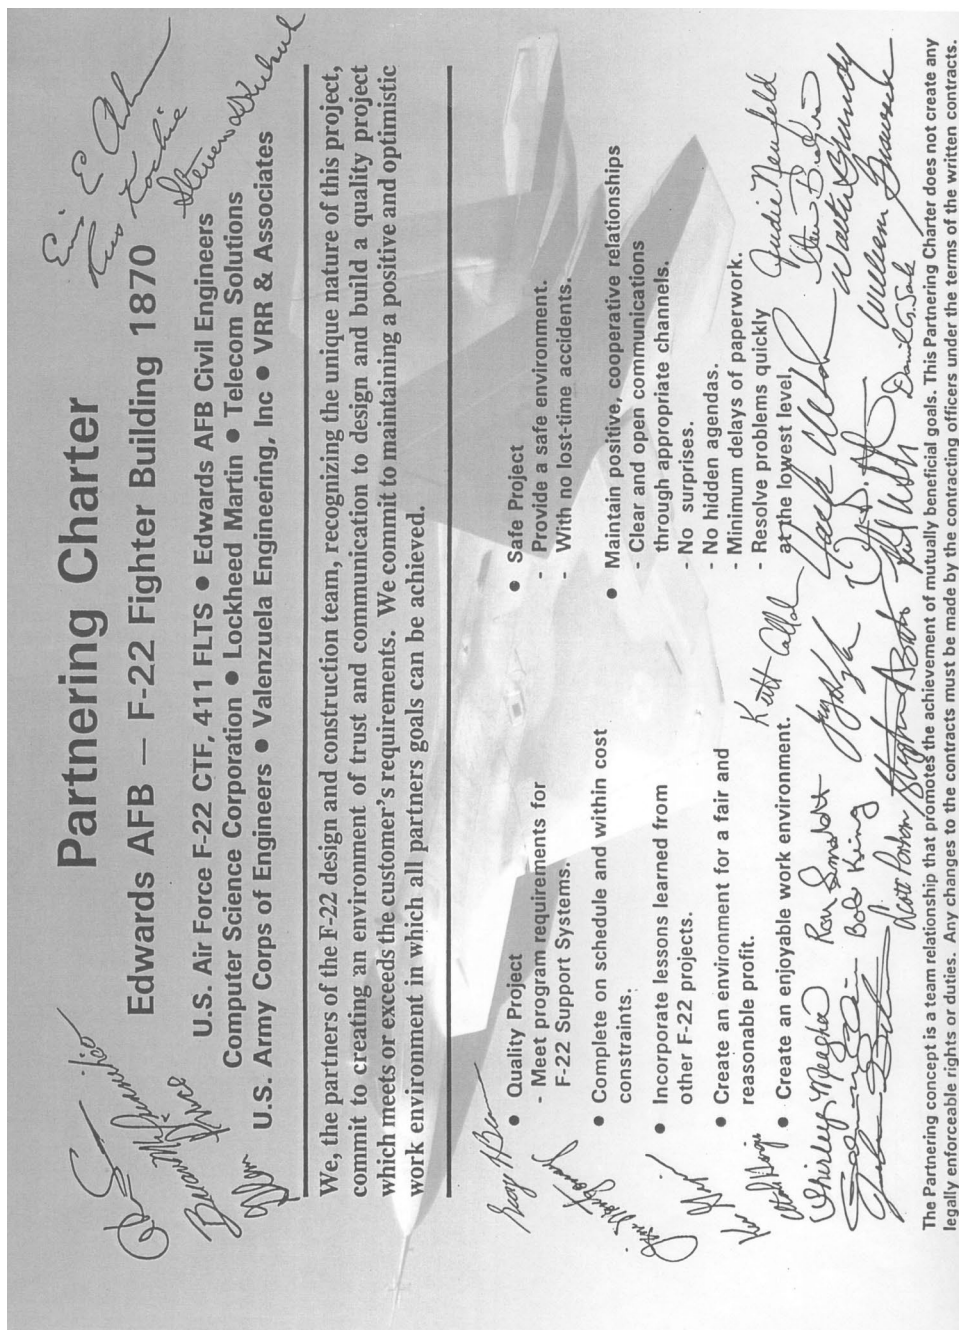 Partnering Charter
Edwards AFB – F-22 Fighter Building 1870
U.S. Air Force F-22 CTF, 411 FLTS • Edwards AFB Civil Engineers
Computer Science Corporation • Lockheed Martin • Telecom Solutions
U.S. Army Corps of Engineers • Valenzuela Engineering, Inc • VRR & Associates
We, the partners of the F-22 design and construction team, recognizing the unique nature of this project,
commit to creating an environment of trust and communication to design and build a quality project
which meets or exceeds the customer's requirements. We commit to maintaining a positive and optimistic
work environment in which all partners goals can be achieved.
• Quality Project
- Meet program requirements for
F-22 Support Systems.
• Complete on schedule and within cost
constraints.
• Incorporate lessons learned from
other F-22 projects.
• Create an environment for a fair and
reasonable profit.
• Create an enjoyable work environment.
• Safe Project
- Provide a safe environment.
- With no lost-time accidents.
• Maintain positive, cooperative relationships
- Clear and open communications
through appropriate channels.
- No surprises.
- No hidden agendas.
- Minimum delays of paperwork.
- Resolve problems quickly
at the lowest level.
Judie Neufeld
Shirley Meegher
Bob King
The Partnering concept is a team relationship that promotes the achievement of mutually beneficial goals. This Partnering Charter does not create any
legally enforceable rights or duties. Any changes to the contracts must be made by the contracting officers under the terms of the written contracts.